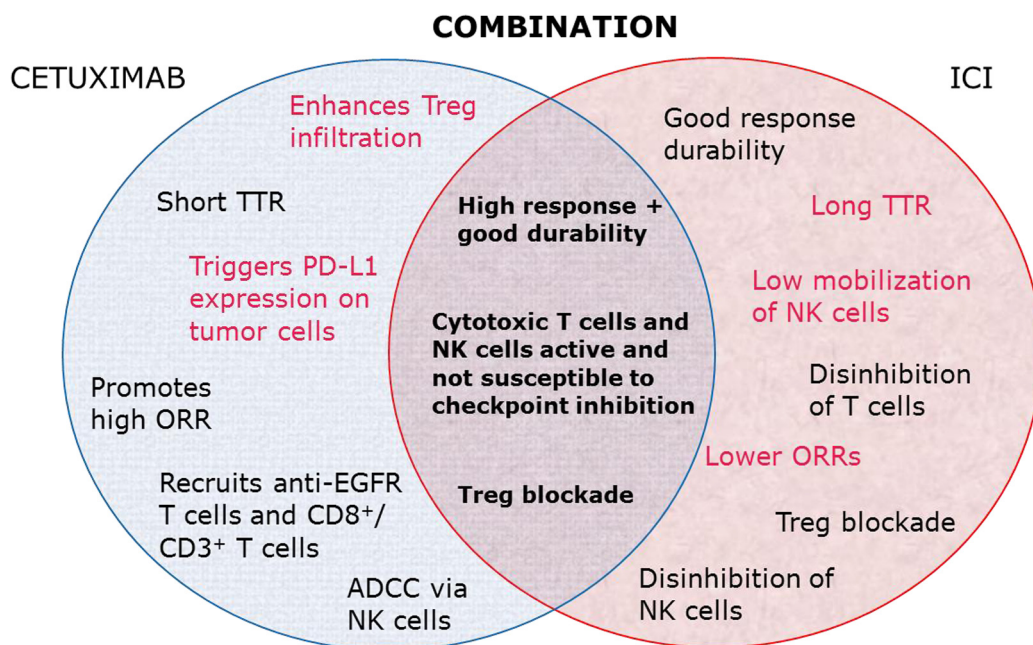 COMBINATION
CETUXIMAB
ICI
Enhances Treg
infiltration
Short TTR
Triggers PD-L1
expression on
tumor cells
Promotes
high ORR
Recruits anti-EGFR
T cells and CD8⁺/
CD3⁺ T cells
ADCC via
NK cells
High response +
good durability
Cytotoxic T cells and
NK cells active and
not susceptible to
checkpoint inhibition
Treg blockade
Good response
durability
Long TTR
Low mobilization
of NK cells
Disinhibition
of T cells
Lower ORRs
Treg blockade
Disinhibition of
NK cells